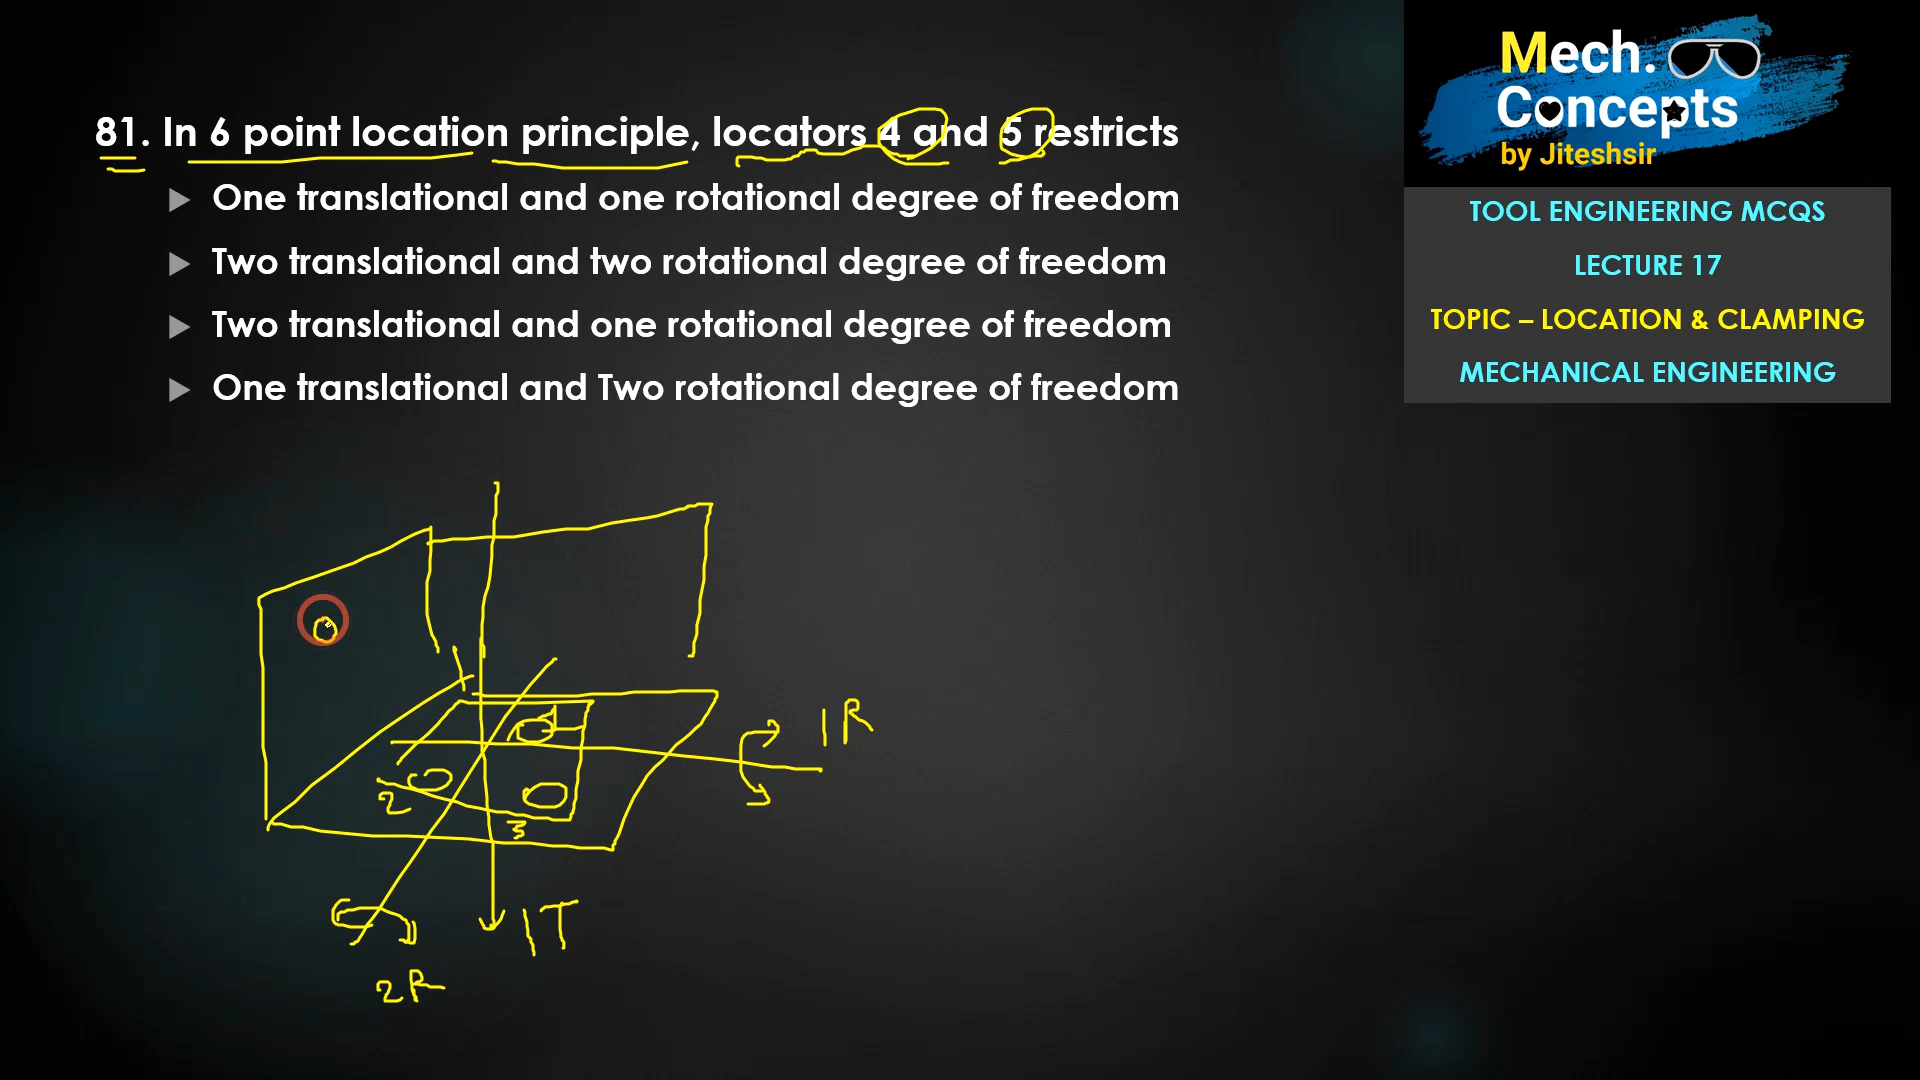 81. In 6 point location principle, locators 4 and 5 restricts
One translational and one rotational degree of freedom
Two translational and two rotational degree of freedom
Two translational and one rotational degree of freedom
One translational and Two rotational degree of freedom
Mech.
Concepts
by Jiteshsir
TOOL ENGINEERING MCQS
LECTURE 17
TOPIC – LOCATION & CLAMPING
MECHANICAL ENGINEERING
1R
1
2
3
1T
2R